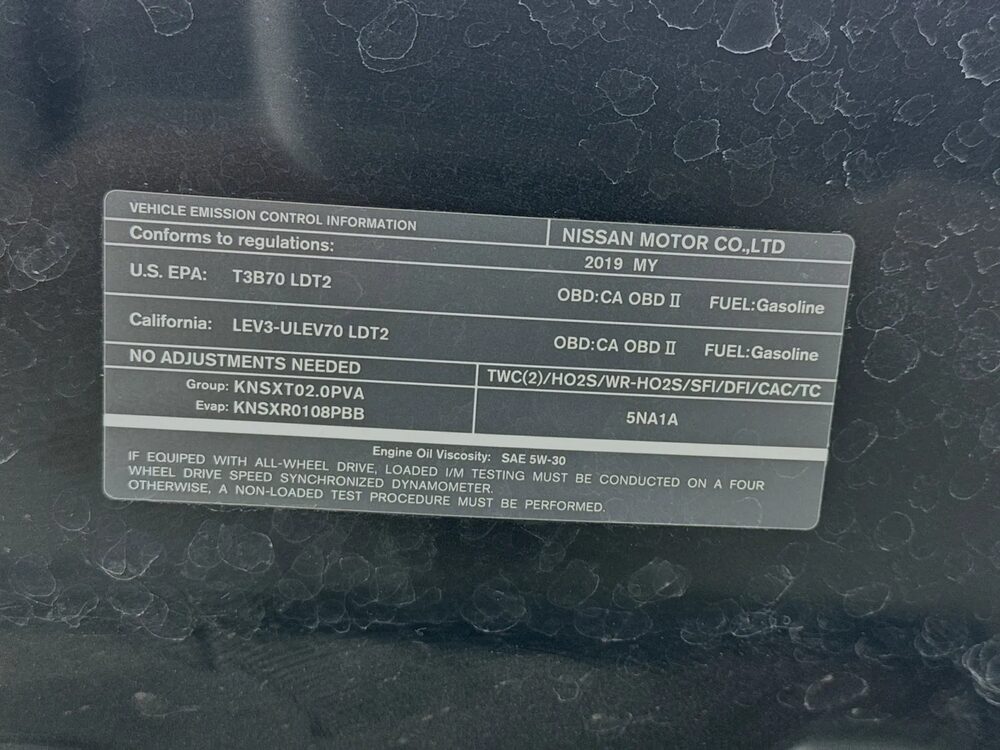 VEHICLE EMISSION CONTROL INFORMATION
NISSAN MOTOR CO.,LTD
Conforms to regulations:
2019 MY
U.S. EPA: T3B70 LDT2 OBD:CA OBD II FUEL:Gasoline
California: LEV3-ULEV70 LDT2 OBD:CA OBD II FUEL:Gasoline
NO ADJUSTMENTS NEEDED
TWC(2)/HO2S/WR-HO2S/SFI/DFI/CAC/TC
Group: KNSXT02.0PVA
Evap: KNSXR0108PBB
5NA1A
Engine Oil Viscosity: SAE 5W-30
IF EQUIPED WITH ALL-WHEEL DRIVE, LOADED I/M TESTING MUST BE CONDUCTED ON A FOUR
WHEEL DRIVE SPEED SYNCHRONIZED DYNAMOMETER.
OTHERWISE, A NON-LOADED TEST PROCEDURE MUST BE PERFORMED.